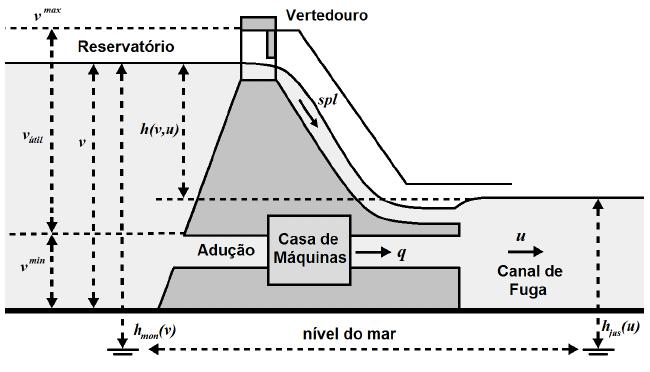 v^max
Vertedouro
Reservatório
spl
h(v,u)
v_útil
v
Adução
Casa de
Máquinas
q
u
Canal de
Fuga
v^min
h_mon(v)
nível do mar
h_jus(u)